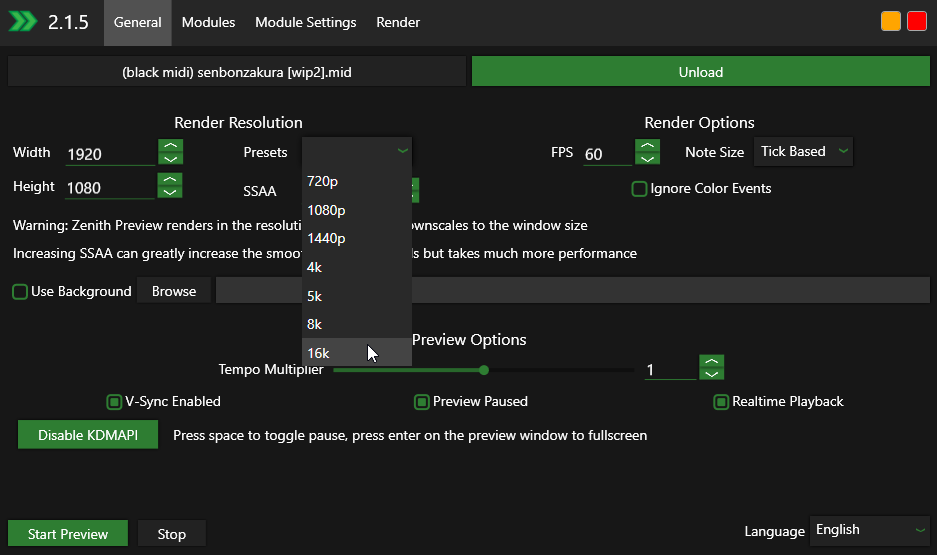 2.1.5 General Modules Module Settings Render
(black midi) senbonzakura [wip2].mid Unload
Render Resolution Render Options
Width 1920 Presets FPS 60 Note Size Tick Based
720p
Height 1080 SSAA Ignore Color Events
1080p
Warning: Zenith Preview renders in the resoluti ownscales to the window size
1440p
Increasing SSAA can greatly increase the smoo s but takes much more performance
4k
Use Background Browse 5k
8k
Preview Options
16k
Tempo Multiplier 1
V-Sync Enabled Preview Paused Realtime Playback
Disable KDMAPI Press space to toggle pause, press enter on the preview window to fullscreen
Start Preview Stop Language English